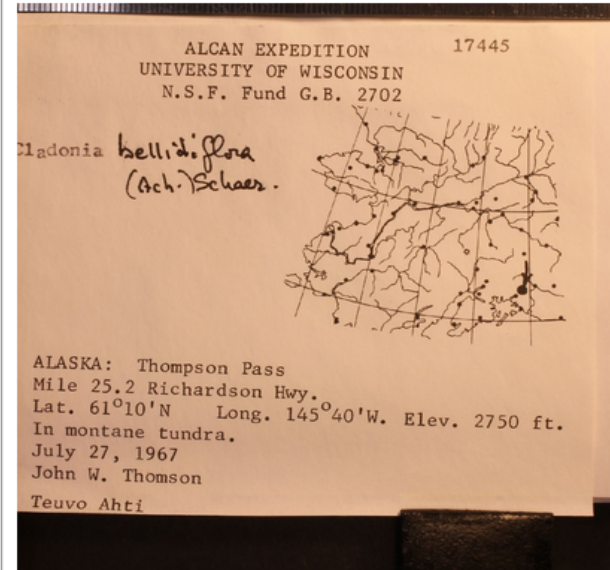 ALCAN EXPEDITION 17445
UNIVERSITY OF WISCONSIN
N.S.F. Fund G.B. 2702
Cladonia bellidiflora
(Ach.) Schaer.
ALASKA: Thompson Pass
Mile 25.2 Richardson Hwy.
Lat. 61°10'N Long. 145°40'W. Elev. 2750 ft.
In montane tundra.
July 27, 1967
John W. Thomson
Teuvo Ahti